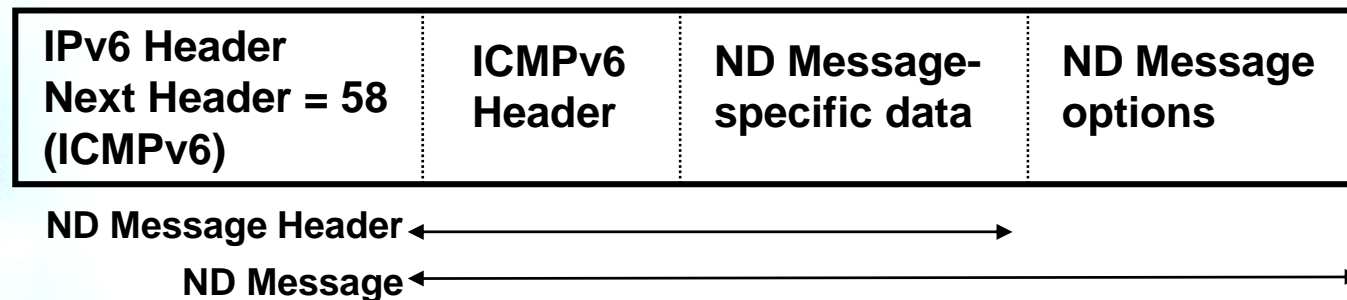 IPv6 Header
Next Header = 58
(ICMPv6)
ICMPv6
Header
ND Message-
specific data
ND Message
options
ND Message Header
ND Message